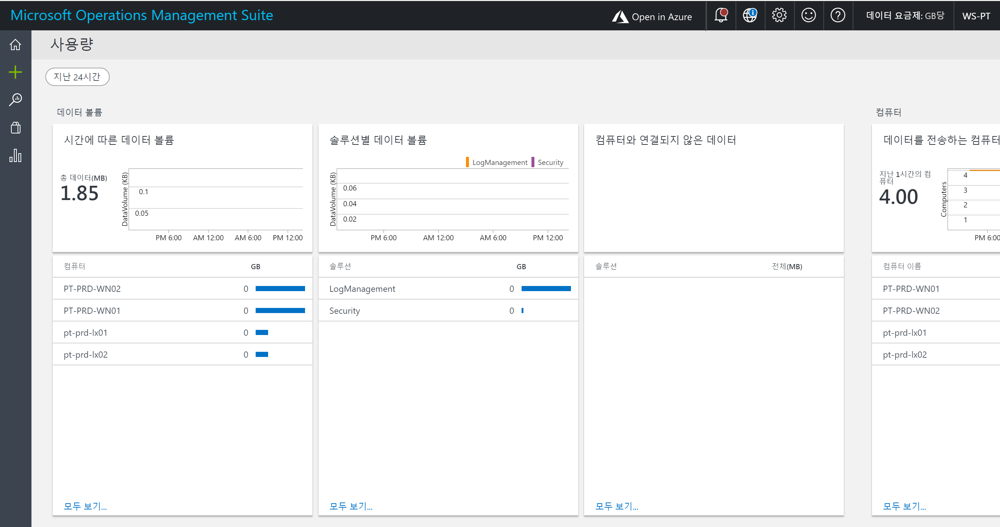 Microsoft Operations Management Suite
Open in Azure
데이터 요금제: GB당
WS-PT
사용량
지난 24시간
데이터 볼륨
시간에 따른 데이터 볼륨
총 데이터(MB)
1.85
DataVolume (KB)
0.1
0.05
PM 6:00 AM 12:00 AM 6:00 PM 12:00
컴퓨터 GB
PT-PRD-WN02 0
PT-PRD-WN01 0
pt-prd-lx01 0
pt-prd-lx02 0
모두 보기...
솔루션별 데이터 볼륨
LogManagement Security
DataVolume (KB)
0.06
0.04
0.02
PM 6:00 AM 12:00 AM 6:00 PM 12:00
솔루션 GB
LogManagement 0
Security 0
모두 보기...
컴퓨터와 연결되지 않은 데이터
솔루션 전체(MB)
모두 보기...
컴퓨터
데이터를 전송하는 컴퓨터
지난 1시간의 컴
퓨터
4.00
Computers
4
3
2
1
PM 6:00
컴퓨터 이름
PT-PRD-WN01
PT-PRD-WN02
pt-prd-lx01
pt-prd-lx02
모두 보기...